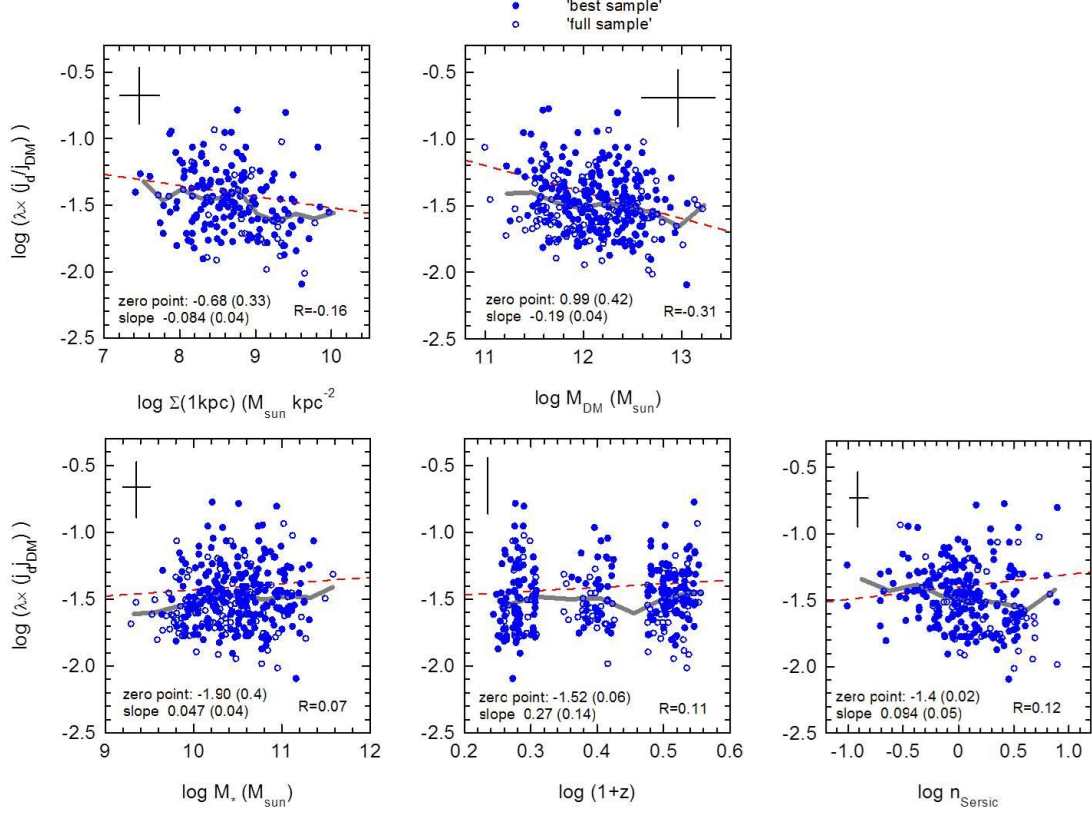 'best sample'
'full sample'
log (λ× (j_d/j_DM) )
-0.5
-1.0
-1.5
-2.0
-2.5
zero point: -0.68 (0.33)
slope -0.084 (0.04)
R=-0.16
7 8 9 10
log Σ(1kpc) (M_sun kpc^-2
-0.5
-1.0
-1.5
-2.0
-2.5
zero point: 0.99 (0.42)
slope -0.19 (0.04)
R=-0.31
11 12 13
log M_DM (M_sun)
log (λ× (j_d/j_DM) )
-0.5
-1.0
-1.5
-2.0
-2.5
zero point: -1.90 (0.4)
slope 0.047 (0.04)
R=0.07
9 10 11 12
log M_* (M_sun)
-0.5
-1.0
-1.5
-2.0
-2.5
zero point: -1.52 (0.06)
slope 0.27 (0.14)
R=0.11
0.2 0.3 0.4 0.5 0.6
log (1+z)
-0.5
-1.0
-1.5
-2.0
-2.5
zero point: -1.4 (0.02)
slope 0.094 (0.05)
R=0.12
-1.0 -0.5 0 0.5 1.0
log n_Sersic